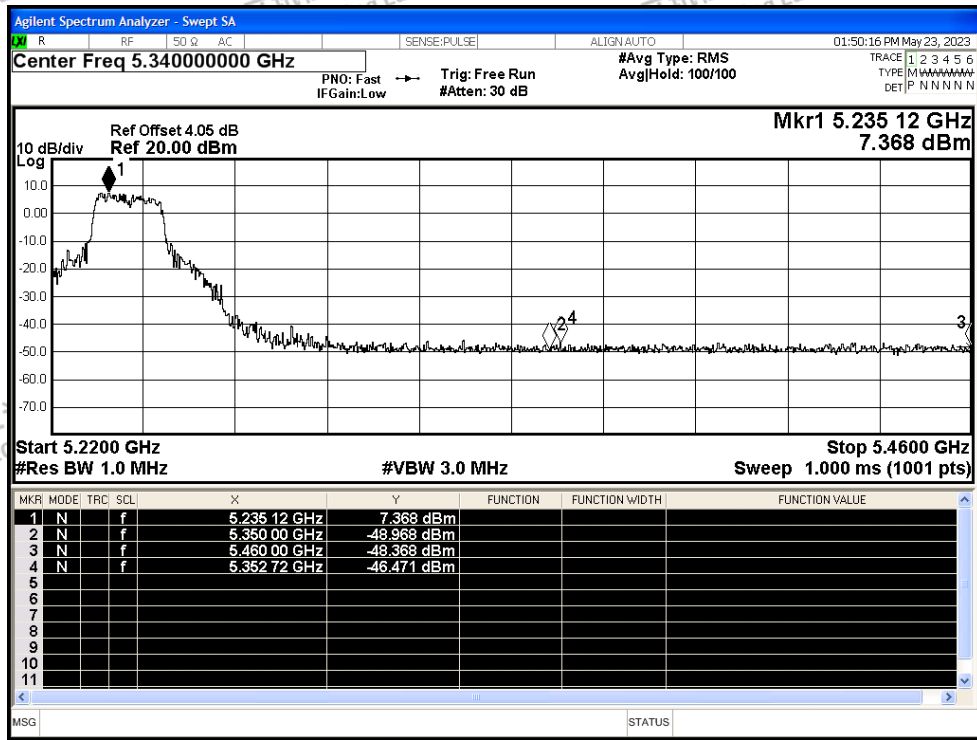 Agilent Spectrum Analyzer - Swept SA
LXI R RF 50 Ω AC SENSE:PULSE ALIGN AUTO 01:50:16 PM May 23, 2023
Center Freq 5.340000000 GHz
PNO: Fast
IFGain:Low
Trig: Free Run
#Atten: 30 dB
#Avg Type: RMS
Avg|Hold: 100/100
TRACE 1 2 3 4 5 6
TYPE M
DET P N N N N N
Mkr1 5.235 12 GHz
7.368 dBm
Ref Offset 4.05 dB
10 dB/div Ref 20.00 dBm
Log
1
10.0
0.00
-10.0
-20.0
-30.0
-40.0
2 4 3
-50.0
-60.0
-70.0
Start 5.2200 GHz Stop 5.4600 GHz
#Res BW 1.0 MHz #VBW 3.0 MHz Sweep 1.000 ms (1001 pts)
MKR MODE TRC SCL X Y FUNCTION FUNCTION WIDTH FUNCTION VALUE
1 N f 5.235 12 GHz 7.368 dBm
2 N f 5.350 00 GHz -48.968 dBm
3 N f 5.460 00 GHz -48.368 dBm
4 N f 5.352 72 GHz -46.471 dBm
5
6
7
8
9
10
11
MSG STATUS